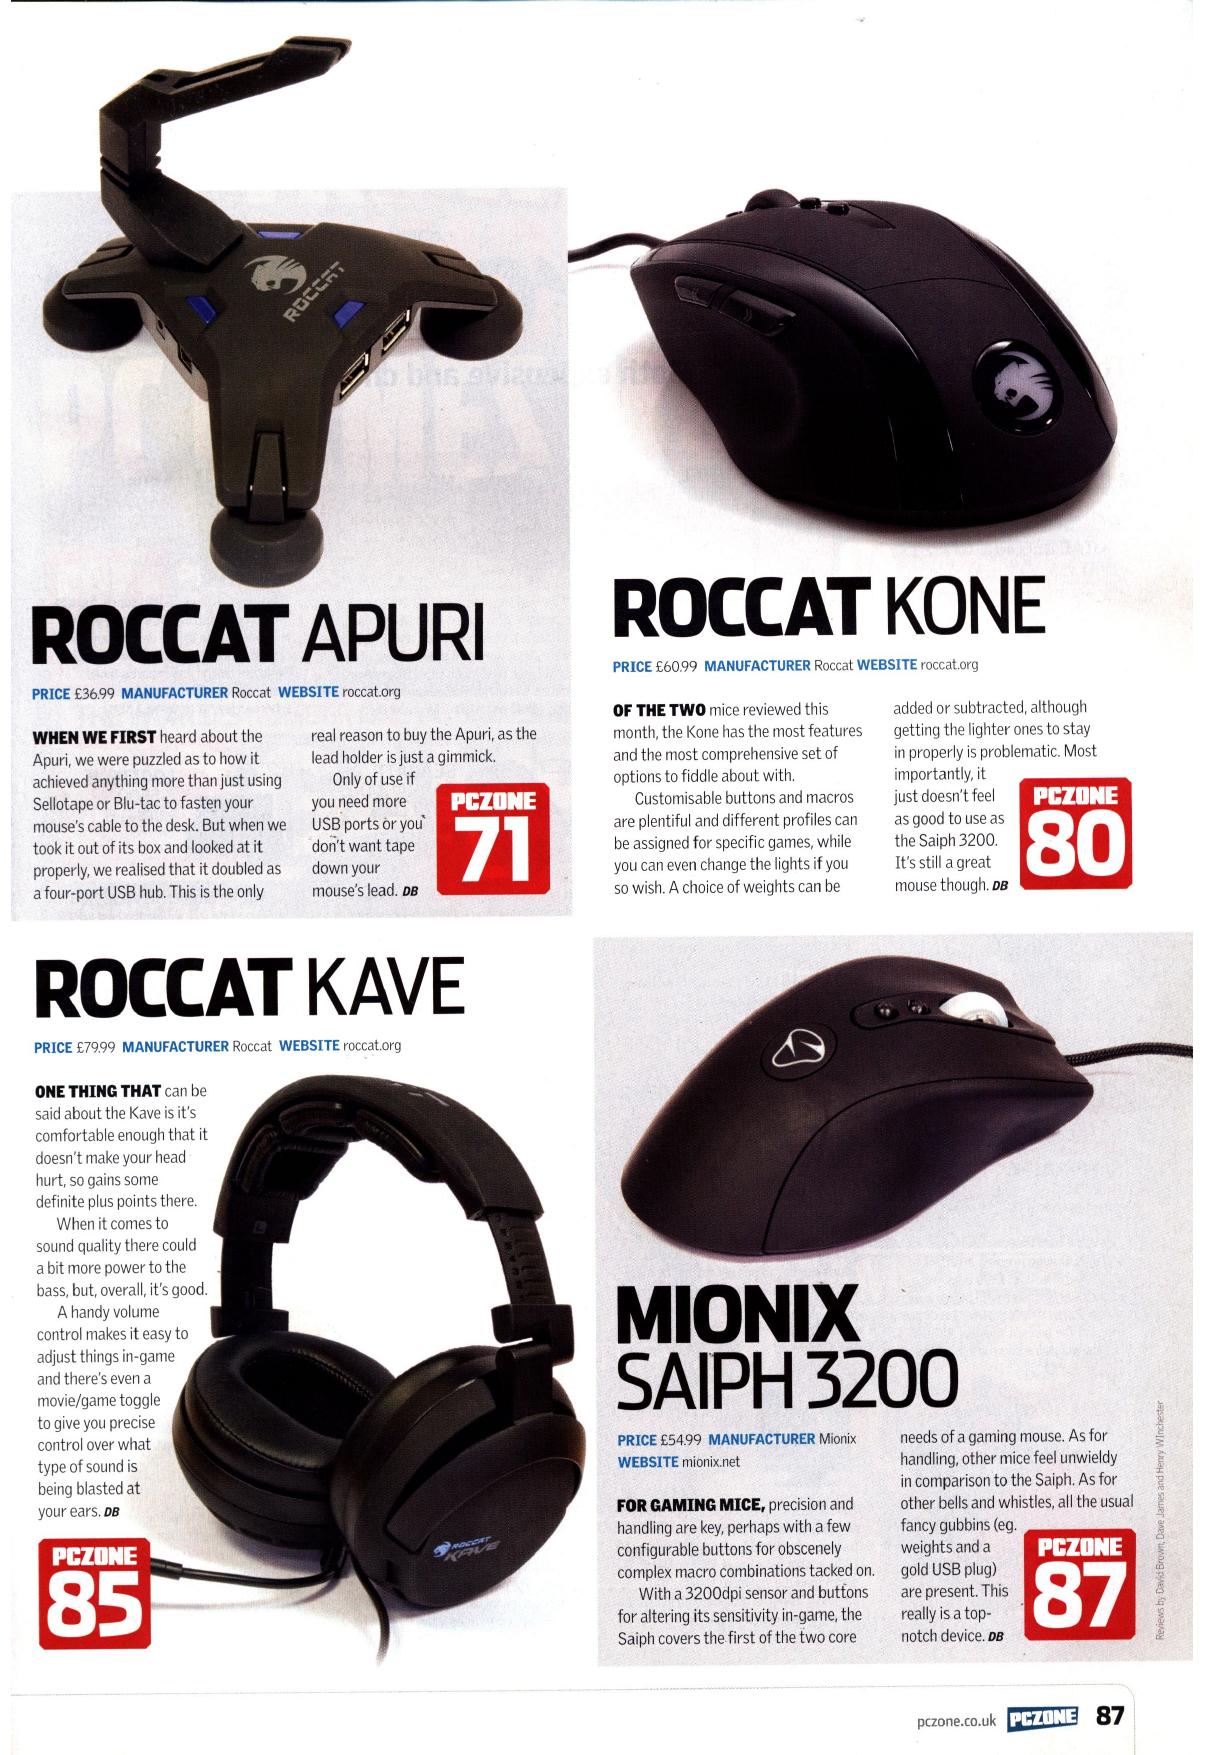 ROCCAT
ROCCAT APURI
PRICE £36.99 MANUFACTURER Roccat WEBSITE roccat.org
WHEN WE FIRST heard about the
Apuri, we were puzzled as to how it
achieved anything more than just using
Sellotape or Blu-tac to fasten your
mouse's cable to the desk. But when we
took it out of its box and looked at it
properly, we realised that it doubled as
a four-port USB hub. This is the only
real reason to buy the Apuri, as the
lead holder is just a gimmick.
Only of use if
you need more
USB ports or you
don't want tape
down your
mouse's lead. DB
PCZONE
71
ROCCAT KONE
PRICE £60.99 MANUFACTURER Roccat WEBSITE roccat.org
OF THE TWO mice reviewed this
month, the Kone has the most features
and the most comprehensive set of
options to fiddle about with.
Customisable buttons and macros
are plentiful and different profiles can
be assigned for specific games, while
you can even change the lights if you
so wish. A choice of weights can be
added or subtracted, although
getting the lighter ones to stay
in properly is problematic. Most
importantly, it
just doesn't feel
as good to use as
the Saiph 3200.
It's still a great
mouse though. DB
PCZONE
80
ROCCAT KAVE
PRICE £79.99 MANUFACTURER Roccat WEBSITE roccat.org
ONE THING THAT can be
said about the Kave is it's
comfortable enough that it
doesn't make your head
hurt, so gains some
definite plus points there.
When it comes to
sound quality there could
a bit more power to the
bass, but, overall, it's good.
A handy volume
control makes it easy to
adjust things in-game
and there's even a
movie/game toggle
to give you precise
control over what
type of sound is
being blasted at
your ears. DB
PCZONE
85
L
ROCCAT
KAVE
MIONIX
SAIPH 3200
PRICE £54.99 MANUFACTURER Mionix
WEBSITE mionix.net
FOR GAMING MICE, precision and
handling are key, perhaps with a few
configurable buttons for obscenely
complex macro combinations tacked on.
With a 3200dpi sensor and buttons
for altering its sensitivity in-game, the
Saiph covers the first of the two core
needs of a gaming mouse. As for
handling, other mice feel unwieldy
in comparison to the Saiph. As for
other bells and whistles, all the usual
fancy gubbins (eg.
weights and a
gold USB plug)
are present. This
really is a top-
notch device. DB
PCZONE
87
Reviews by David Brown, Dave James and Henry Winchester
pczone.co.uk PCZONE 87